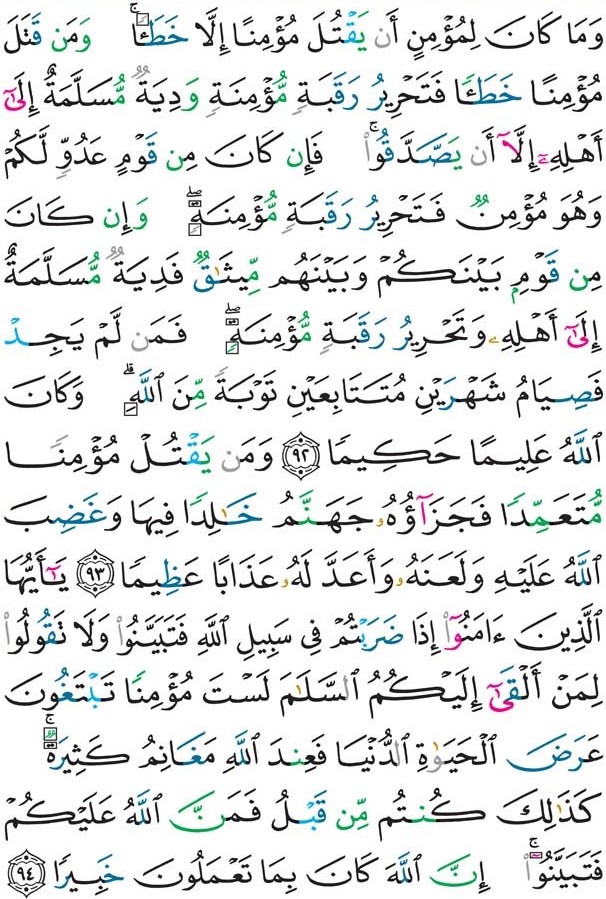 وَمَا كَانَ لِمُؤْمِنٍ أَن يَقْتُلَ مُؤْمِنًا إِلَّا خَطَـًٔا ۚ وَمَن قَتَلَ
مُؤْمِنًا خَطَـًٔا فَتَحْرِيرُ رَقَبَةٍ مُّؤْمِنَةٍ وَدِيَةٌ مُّسَلَّمَةٌ إِلَىٰٓ
أَهْلِهِۦٓ إِلَّآ أَن يَصَّدَّقُوا۟ ۚ فَإِن كَانَ مِن قَوْمٍ عَدُوٍّ لَّكُمْ
وَهُوَ مُؤْمِنٌ فَتَحْرِيرُ رَقَبَةٍ مُّؤْمِنَةٍ ۖ وَإِن كَانَ
مِن قَوْمٍۭ بَيْنَكُمْ وَبَيْنَهُم مِّيثَـٰقٌ فَدِيَةٌ مُّسَلَّمَةٌ
إِلَىٰٓ أَهْلِهِۦ وَتَحْرِيرُ رَقَبَةٍ مُّؤْمِنَةٍ ۖ فَمَن لَّمْ يَجِدْ
فَصِيَامُ شَهْرَيْنِ مُتَتَابِعَيْنِ تَوْبَةً مِّنَ ٱللَّهِ ۗ وَكَانَ
ٱللَّهُ عَلِيمًا حَكِيمًا ٩٢ وَمَن يَقْتُلْ مُؤْمِنًا
مُّتَعَمِّدًا فَجَزَآؤُهُۥ جَهَنَّمُ خَـٰلِدًا فِيهَا وَغَضِبَ
ٱللَّهُ عَلَيْهِ وَلَعَنَهُۥ وَأَعَدَّ لَهُۥ عَذَابًا عَظِيمًا ٩٣ يَـٰٓأَيُّهَا
ٱلَّذِينَ ءَامَنُوٓا۟ إِذَا ضَرَبْتُمْ فِى سَبِيلِ ٱللَّهِ فَتَبَيَّنُوا۟ وَلَا تَقُولُوا۟
لِمَنْ أَلْقَىٰٓ إِلَيْكُمُ ٱلسَّلَـٰمَ لَسْتَ مُؤْمِنًا تَبْتَغُونَ
عَرَضَ ٱلْحَيَوٰةِ ٱلدُّنْيَا فَعِندَ ٱللَّهِ مَغَانِمُ كَثِيرَةٌ ۚ
كَذَٰلِكَ كُنتُم مِّن قَبْلُ فَمَنَّ ٱللَّهُ عَلَيْكُمْ
فَتَبَيَّنُوٓا۟ ۚ إِنَّ ٱللَّهَ كَانَ بِمَا تَعْمَلُونَ خَبِيرًا ٩٤